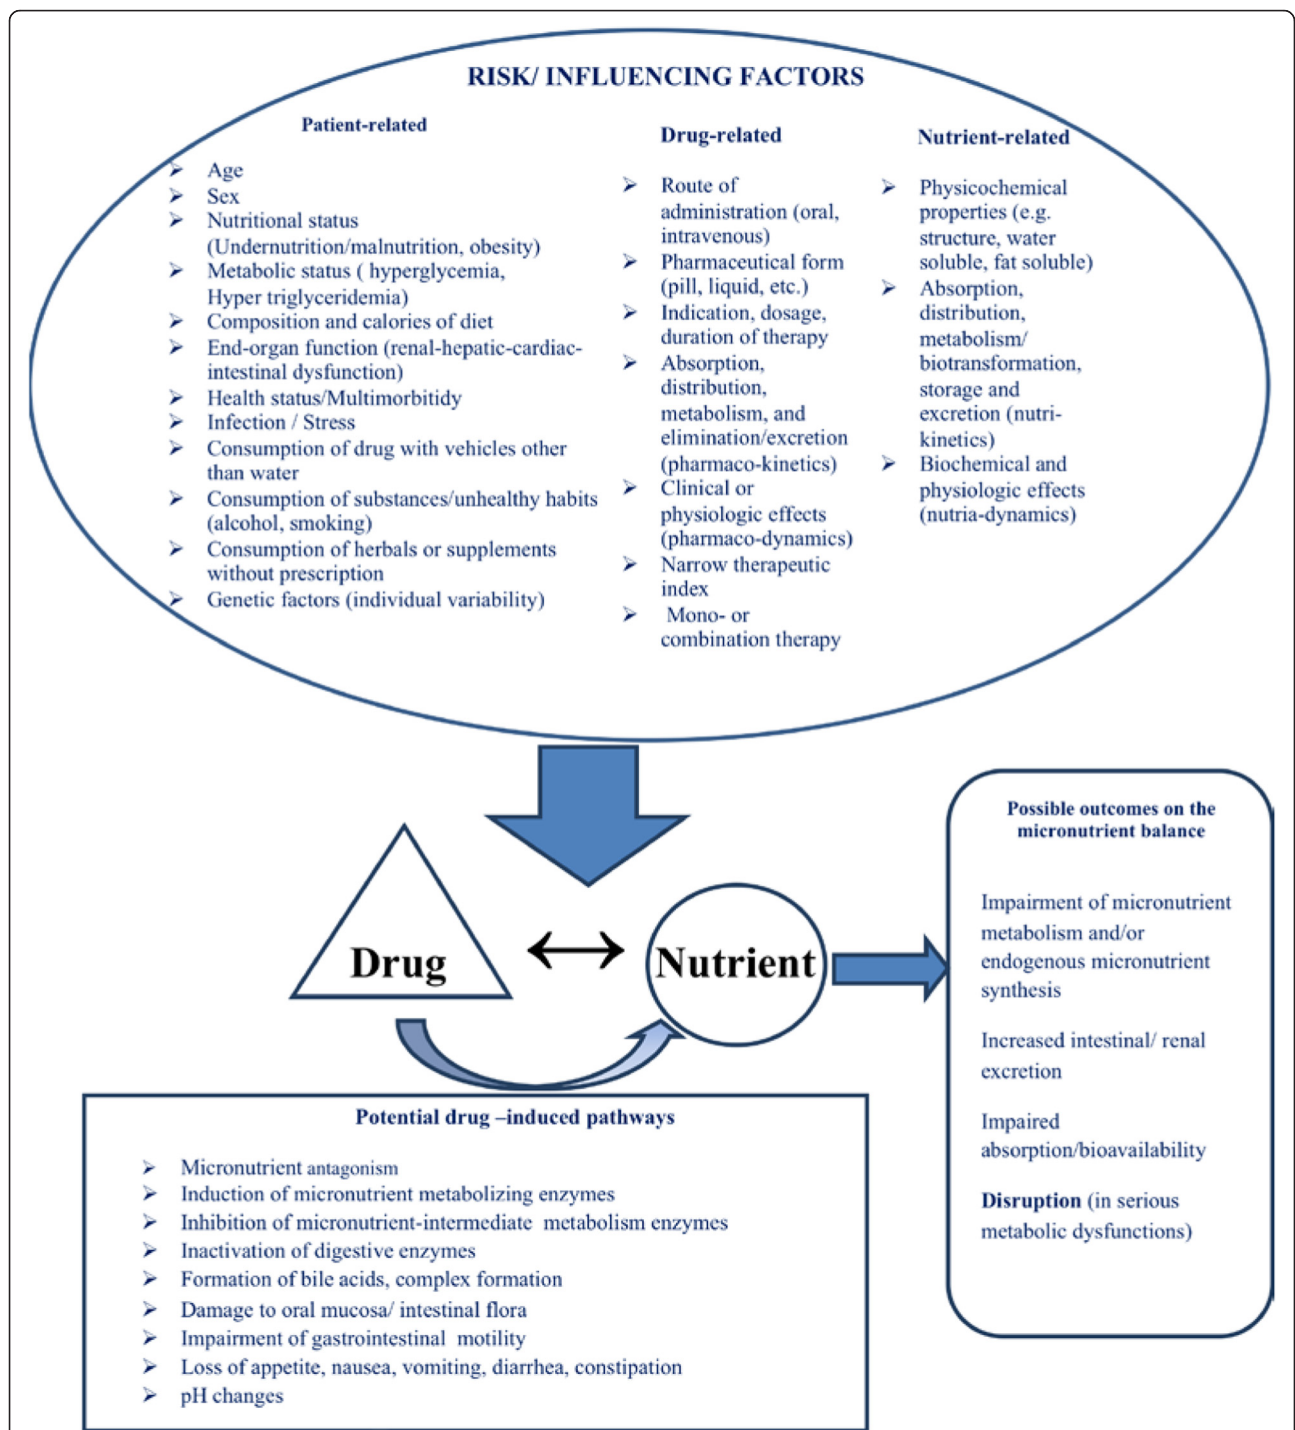 RISK/ INFLUENCING FACTORS
Patient-related
Age
Sex
Nutritional status
(Undernutrition/malnutrition, obesity)
Metabolic status ( hyperglycemia,
Hyper triglyceridemia)
Composition and calories of diet
End-organ function (renal-hepatic-cardiac-
intestinal dysfunction)
Health status/Multimorbitidy
Infection / Stress
Consumption of drug with vehicles other
than water
Consumption of substances/unhealthy habits
(alcohol, smoking)
Consumption of herbals or supplements
without prescription
Genetic factors (individual variability)
Drug-related
Route of
administration (oral,
intravenous)
Pharmaceutical form
(pill, liquid, etc.)
Indication, dosage,
duration of therapy
Absorption,
distribution,
metabolism, and
elimination/excretion
(pharmaco-kinetics)
Clinical or
physiologic effects
(pharmaco-dynamics)
Narrow therapeutic
index
Mono- or
combination therapy
Nutrient-related
Physicochemical
properties (e.g.
structure, water
soluble, fat soluble)
Absorption,
distribution,
metabolism/
biotransformation,
storage and
excretion (nutri-
kinetics)
Biochemical and
physiologic effects
(nutria-dynamics)
Drug
Nutrient
Possible outcomes on the
micronutrient balance
Impairment of micronutrient
metabolism and/or
endogenous micronutrient
synthesis
Increased intestinal/ renal
excretion
Impaired
absorption/bioavailability
Disruption (in serious
metabolic dysfunctions)
Potential drug –induced pathways
Micronutrient antagonism
Induction of micronutrient metabolizing enzymes
Inhibition of micronutrient-intermediate metabolism enzymes
Inactivation of digestive enzymes
Formation of bile acids, complex formation
Damage to oral mucosa/ intestinal flora
Impairment of gastrointestinal motility
Loss of appetite, nausea, vomiting, diarrhea, constipation
pH changes